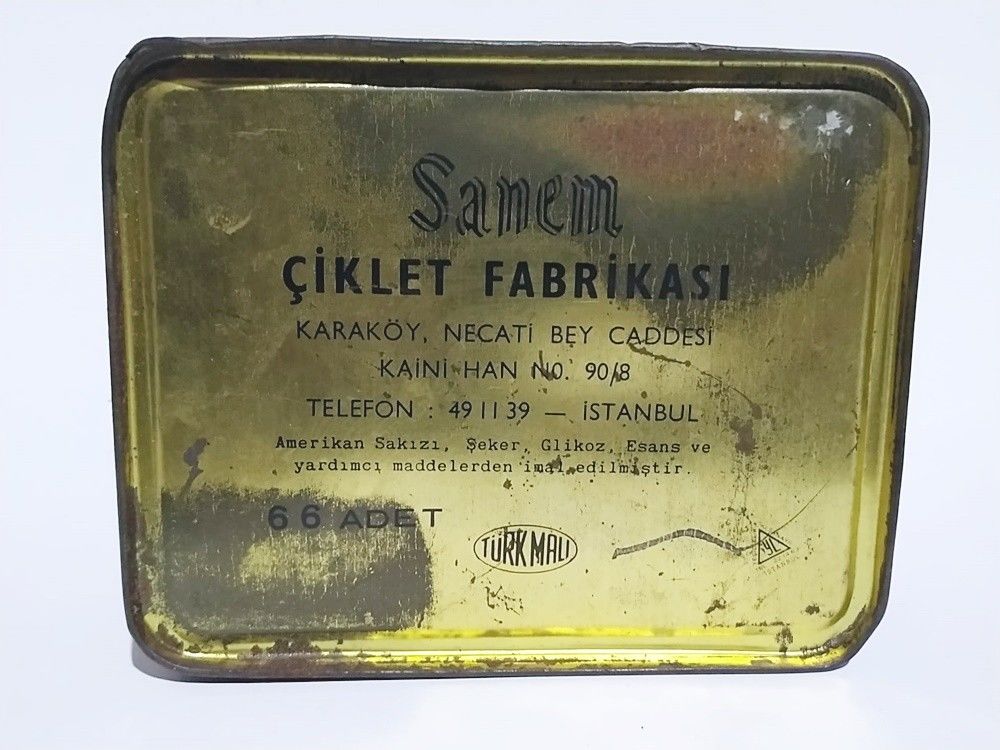 Sanem
ÇİKLET FABRİKASI
KARAKÖY, NECATİ BEY CADDESİ
KAİNİ HAN NO. 90/8
TELEFON : 49 11 39 — İSTANBUL
Amerikan Sakızı, Şeker, Glikoz, Esans ve
yardımcı maddelerden imal edilmiştir.
66 ADET
TÜRK MALI
İSTANBUL